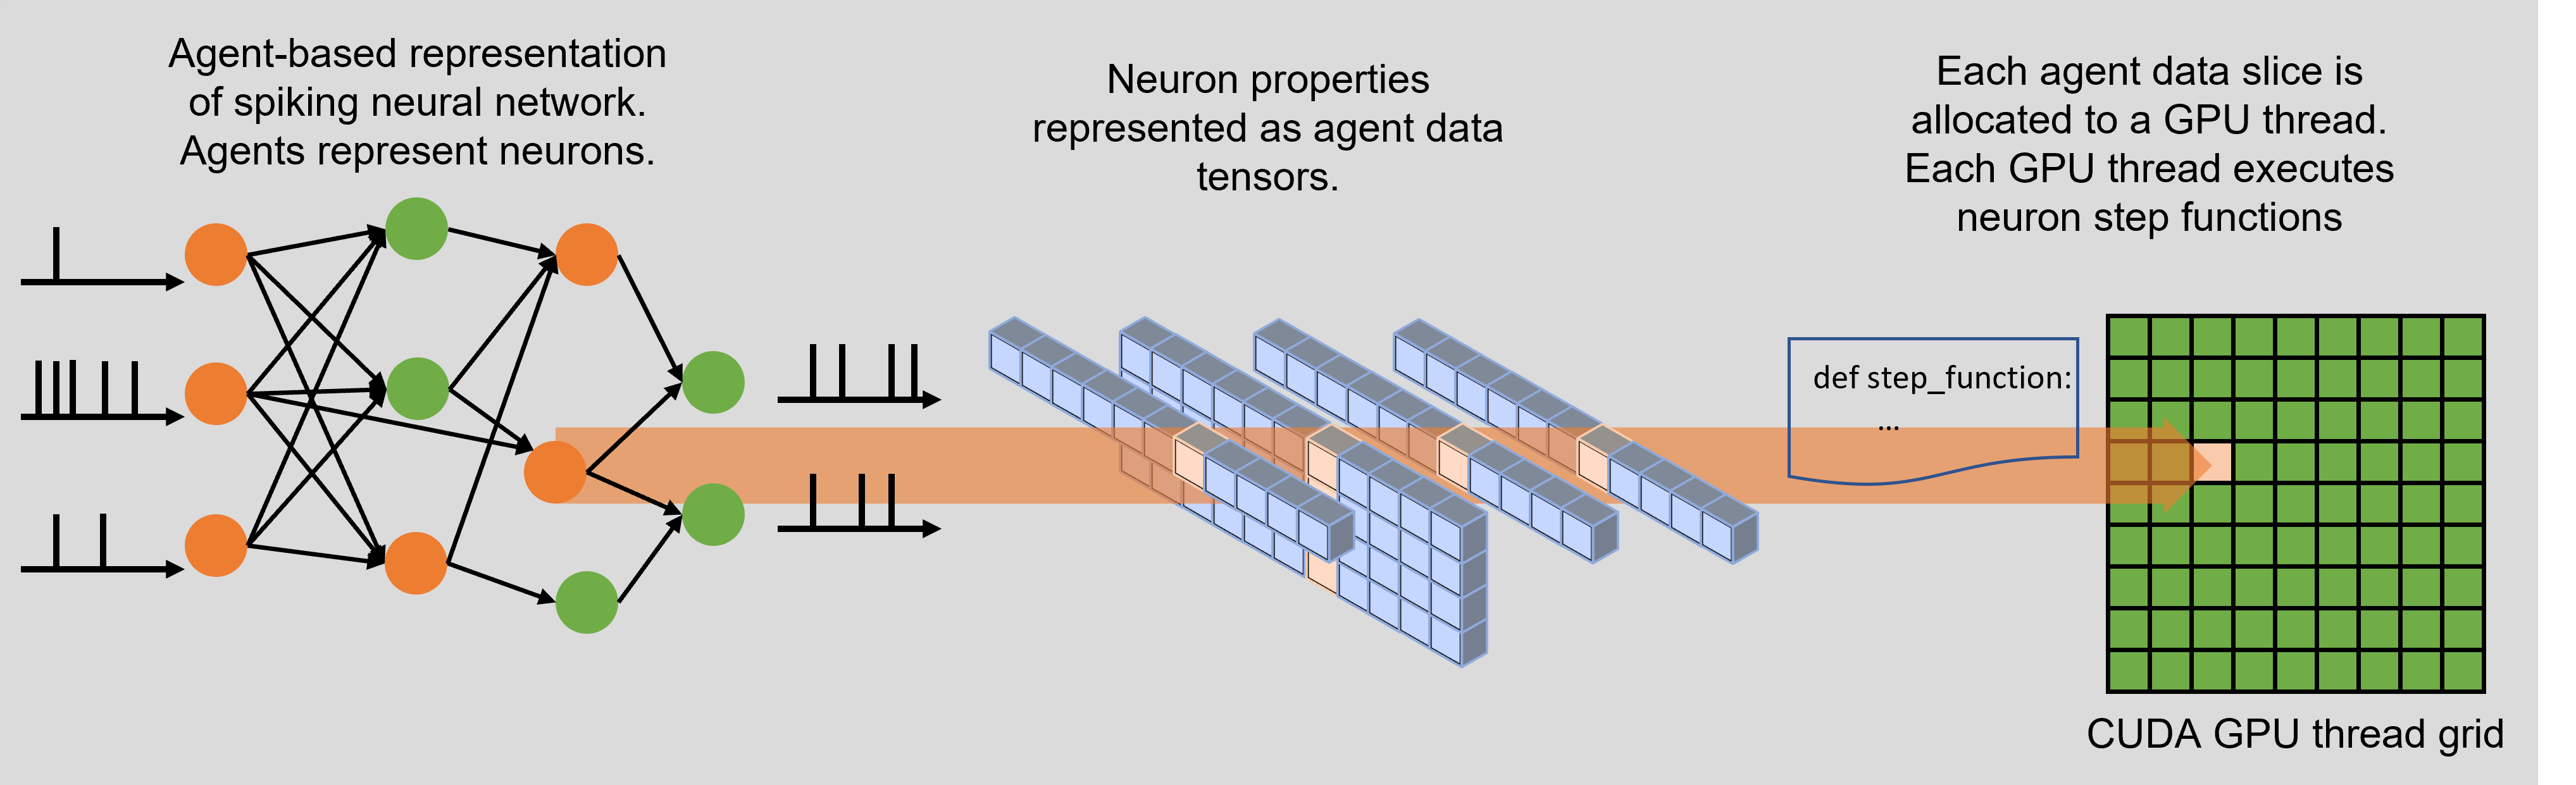 Agent-based representation
of spiking neural network.
Agents represent neurons.
Neuron properties
represented as agent data
tensors.
Each agent data slice is
allocated to a GPU thread.
Each GPU thread executes
neuron step functions
def step_function:
...
CUDA GPU thread grid